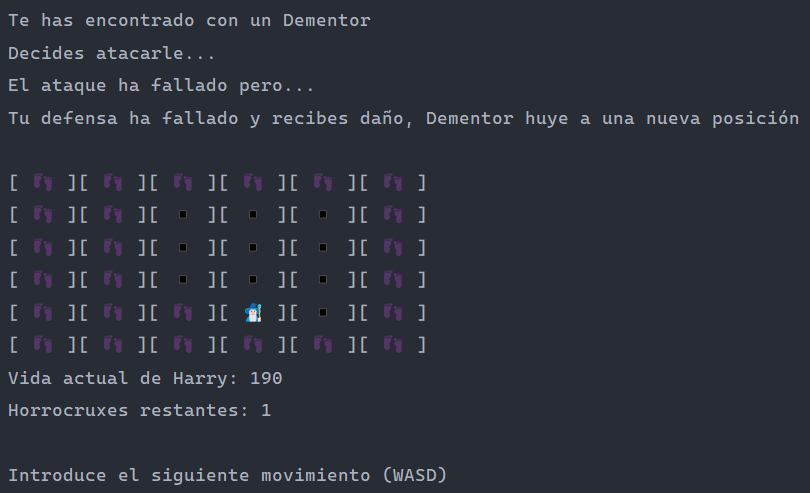 Te has encontrado con un Dementor
Decides atacarle...
El ataque ha fallado pero...
Tu defensa ha fallado y recibes daño, Dementor huye a una nueva posición
[ 👣 ][ 👣 ][ 👣 ][ 👣 ][ 👣 ][ 👣 ]
[ 👣 ][ 👣 ][ ▪ ][ ▪ ][ ▪ ][ 👣 ]
[ 👣 ][ 👣 ][ ▪ ][ ▪ ][ ▪ ][ 👣 ]
[ 👣 ][ 👣 ][ ▪ ][ ▪ ][ ▪ ][ 👣 ]
[ 👣 ][ 👣 ][ 👣 ][ 🧙 ][ ▪ ][ 👣 ]
[ 👣 ][ 👣 ][ 👣 ][ 👣 ][ 👣 ][ 👣 ]
Vida actual de Harry: 190
Horrocruxes restantes: 1
Introduce el siguiente movimiento (WASD)